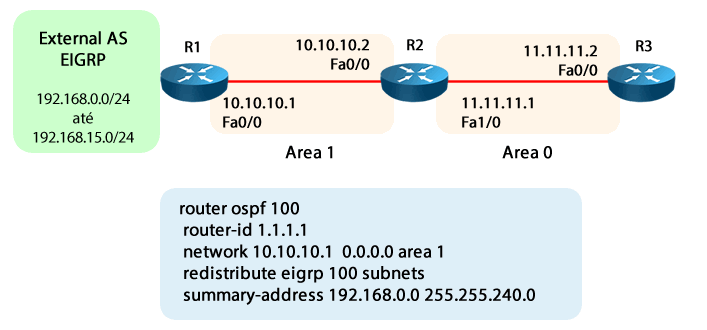 External AS
EIGRP
192.168.0.0/24
até
192.168.15.0/24
R1
10.10.10.2
Fa0/0
R2
11.11.11.2
Fa0/0
R3
10.10.10.1
Fa0/0
11.11.11.1
Fa1/0
Area 1
Area 0
router ospf 100
router-id 1.1.1.1
network 10.10.10.1 0.0.0.0 area 1
redistribute eigrp 100 subnets
summary-address 192.168.0.0 255.255.240.0